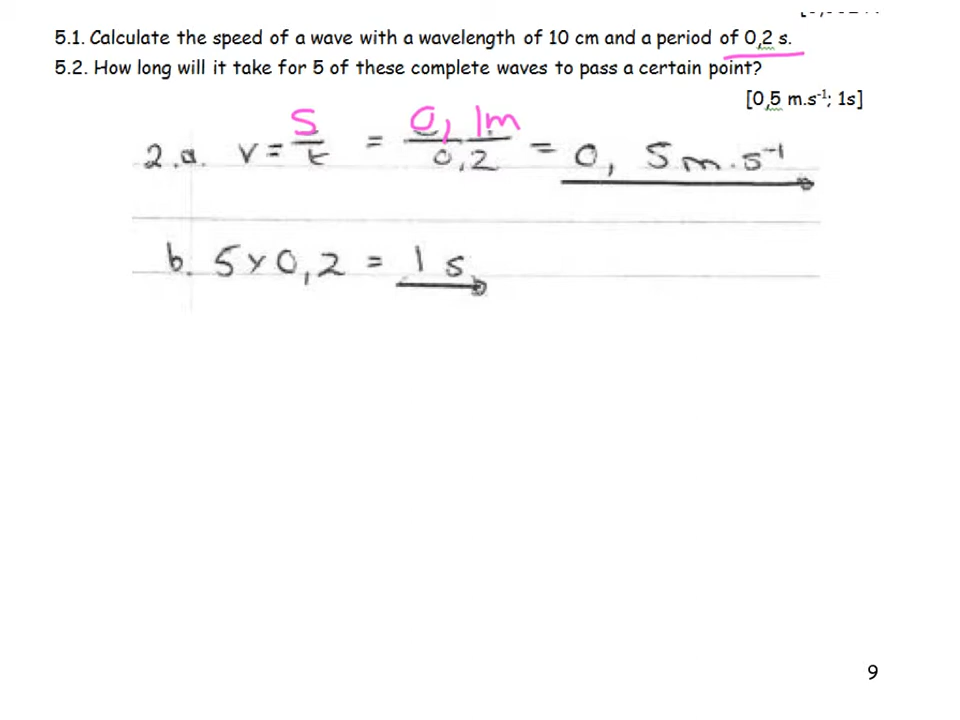 5.1. Calculate the speed of a wave with a wavelength of 10 cm and a period of 0,2 s.
5.2. How long will it take for 5 of these complete waves to pass a certain point?
[0,5 m.s⁻¹; 1s]
2.a. v = s/t = 0,1m/0,2 = 0,5 m.s⁻¹
b. 5 x 0,2 = 1 s
9